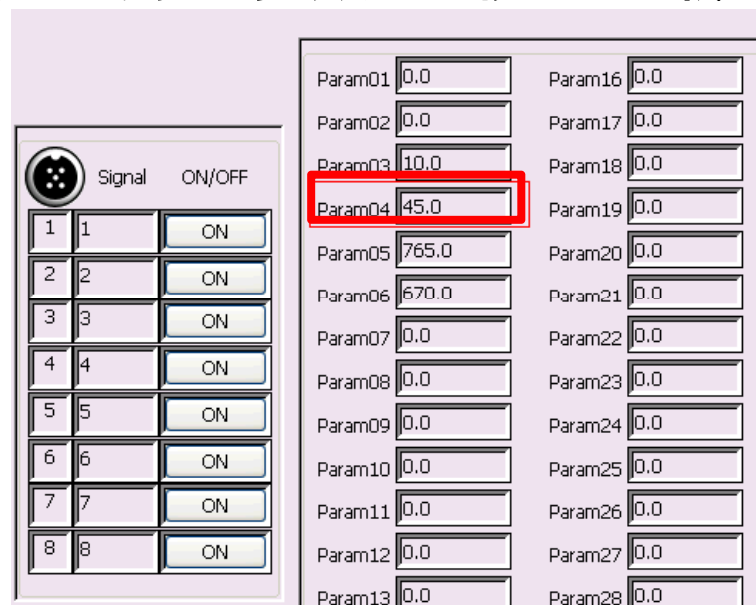 Signal ON/OFF
1 1 ON
2 2 ON
3 3 ON
4 4 ON
5 5 ON
6 6 ON
7 7 ON
8 8 ON
Param01 0.0 Param16 0.0
Param02 0.0 Param17 0.0
Param03 10.0 Param18 0.0
Param04 45.0 Param19 0.0
Param05 765.0 Param20 0.0
Param06 670.0 Param21 0.0
Param07 0.0 Param22 0.0
Param08 0.0 Param23 0.0
Param09 0.0 Param24 0.0
Param10 0.0 Param25 0.0
Param11 0.0 Param26 0.0
Param12 0.0 Param27 0.0
Param13 0.0 Param28 0.0